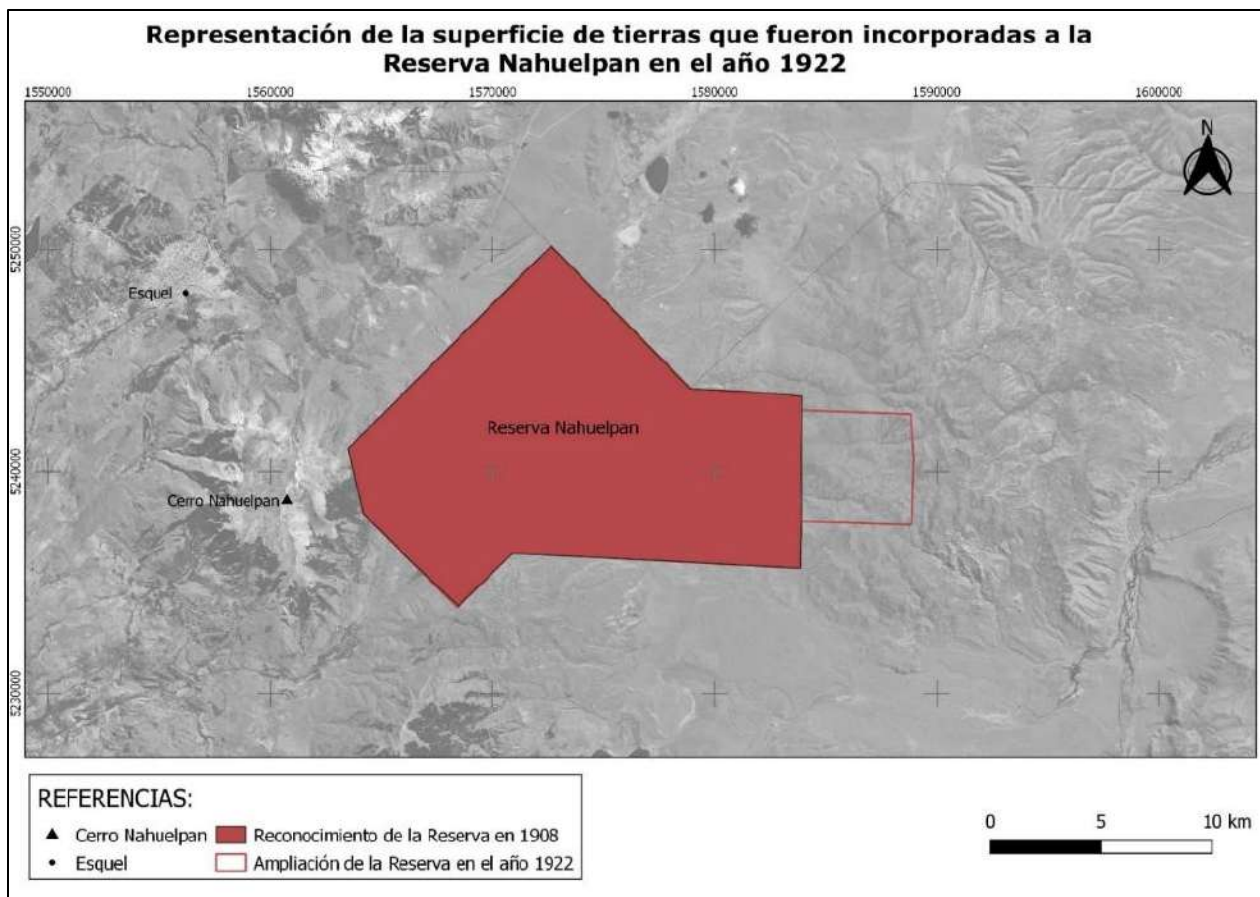 Representación de la superficie de tierras que fueron incorporadas a la
Reserva Nahuelpan en el año 1922
1550000 1560000 1570000 1580000 1590000 1600000
N
5250000
Esquel
Reserva Nahuelpan
5240000
Cerro Nahuelpan
5230000
REFERENCIAS:
Cerro Nahuelpan Reconocimiento de la Reserva en 1908
Esquel Ampliación de la Reserva en el año 1922
0 5 10 km